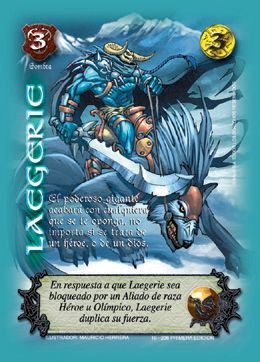 3
Sombra
3
LAEGERIE
El poderoso gigante
acabará con cualquiera
que se le oponga, no
importa si se trata de
un héroe, o de un dios.
En respuesta a que Laegerie sea
bloqueado por un Aliado de raza
Héroe u Olímpico, Laegerie
duplica su fuerza.
ILUSTRADOR: MAURICIO HERRERA
PRIMERA EDICION